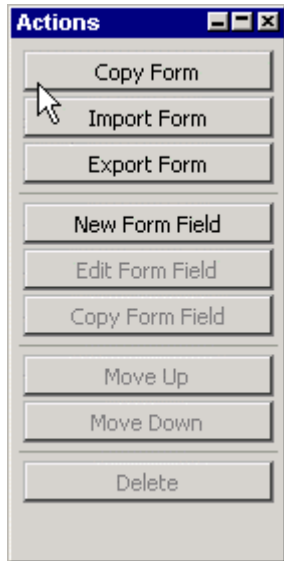 Actions
Copy Form
Import Form
Export Form
New Form Field
Edit Form Field
Copy Form Field
Move Up
Move Down
Delete